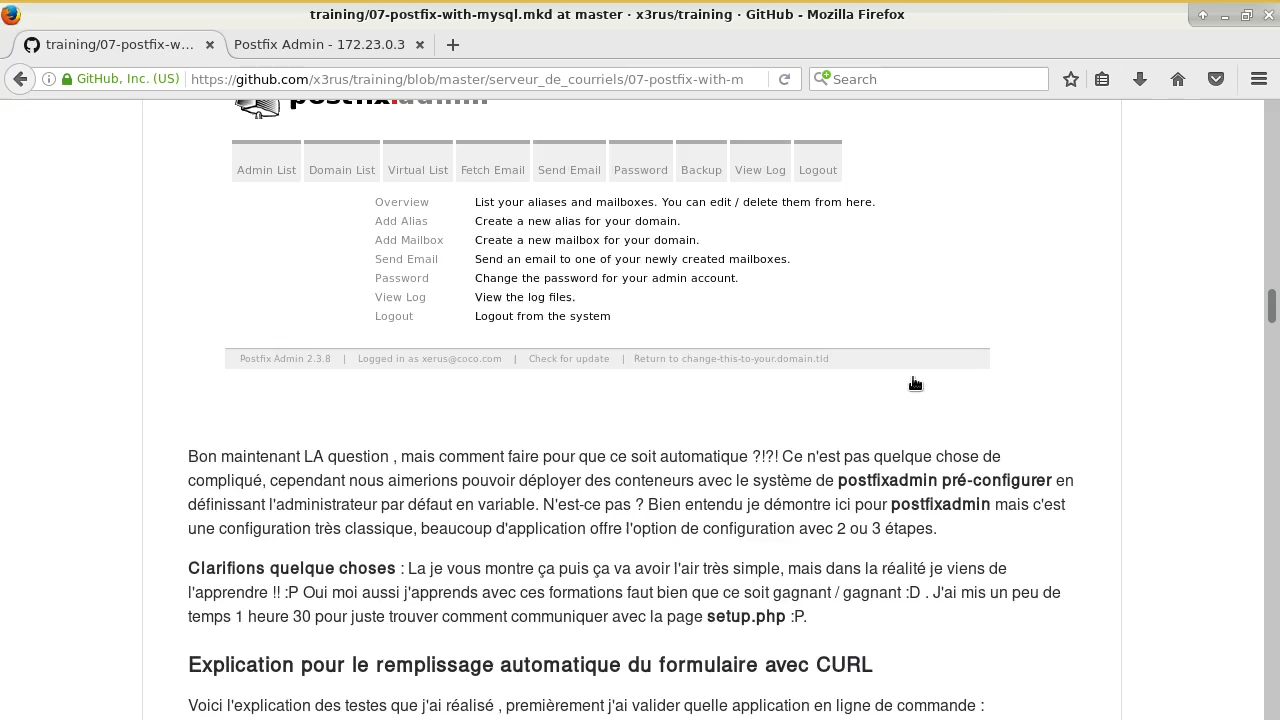 training/07-postfix-with-mysql.mkd at master · x3rus/training · GitHub - Mozilla Firefox
training/07-postfix-w...
Postfix Admin - 172.23.0.3
GitHub, Inc. (US)
https://github.com/x3rus/training/blob/master/serveur_de_courriels/07-postfix-with-m
Search
postfix.admin
Admin List Domain List Virtual List Fetch Email Send Email Password Backup View Log Logout
Overview List your aliases and mailboxes. You can edit / delete them from here.
Add Alias Create a new alias for your domain.
Add Mailbox Create a new mailbox for your domain.
Send Email Send an email to one of your newly created mailboxes.
Password Change the password for your admin account.
View Log View the log files.
Logout Logout from the system
Postfix Admin 2.3.8 | Logged in as xerus@coco.com | Check for update | Return to change-this-to-your.domain.tld
Bon maintenant LA question , mais comment faire pour que ce soit automatique ?!?! Ce n'est pas quelque chose de
compliqué, cependant nous aimerions pouvoir déployer des conteneurs avec le système de postfixadmin pré-configurer en
définissant l'administrateur par défaut en variable. N'est-ce pas ? Bien entendu je démontre ici pour postfixadmin mais c'est
une configuration très classique, beaucoup d'application offre l'option de configuration avec 2 ou 3 étapes.
Clarifions quelque choses : La je vous montre ça puis ça va avoir l'air très simple, mais dans la réalité je viens de
l'apprendre !! :P Oui moi aussi j'apprends avec ces formations faut bien que ce soit gagnant / gagnant :D . J'ai mis un peu de
temps 1 heure 30 pour juste trouver comment communiquer avec la page setup.php :P.
Explication pour le remplissage automatique du formulaire avec CURL
Voici l'explication des testes que j'ai réalisé , premièrement j'ai valider quelle application en ligne de commande :